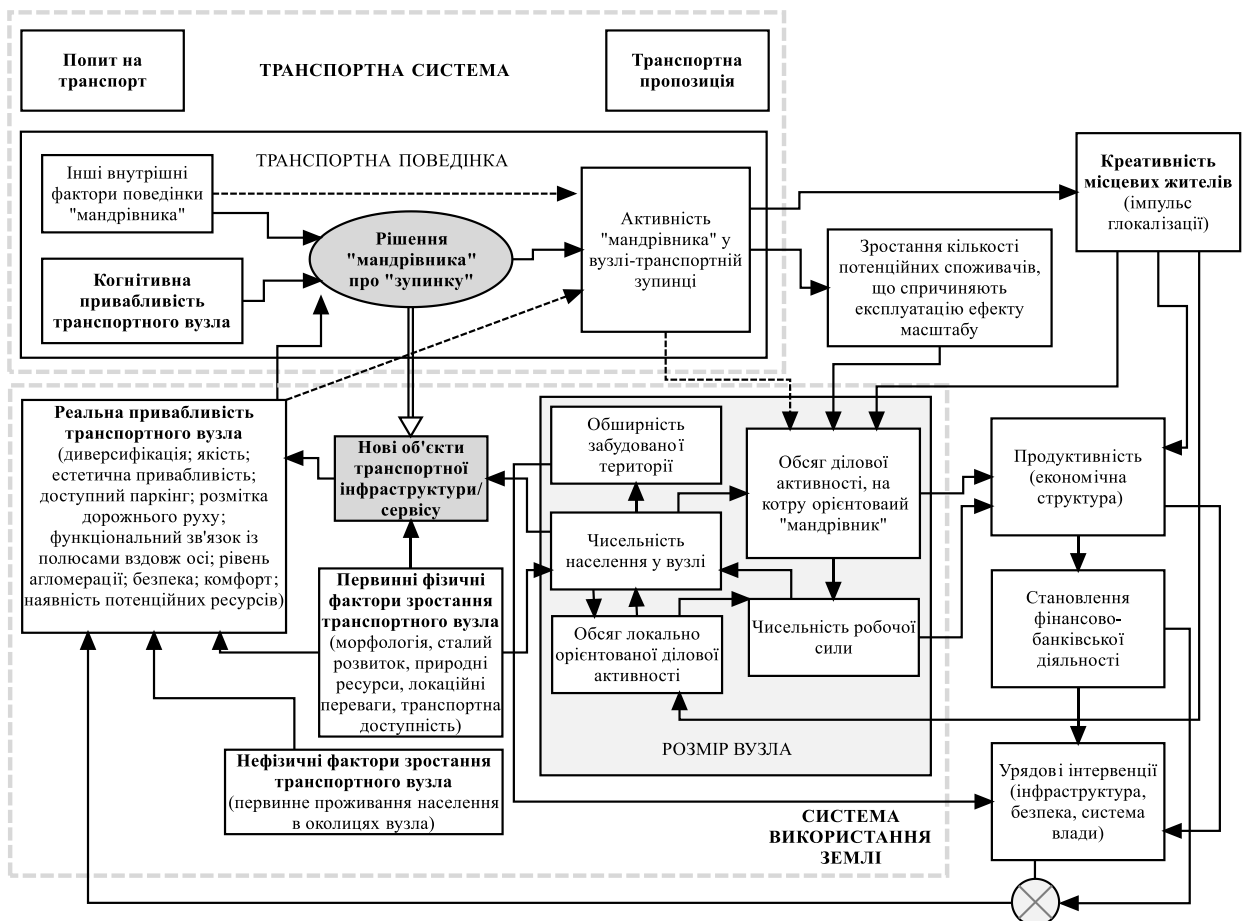 Попит на
транспорт
ТРАНСПОРТНА СИСТЕМА
Транспортна
пропозиція
ТРАНСПОРТНА ПОВЕДІНКА
Інші внутрішні
фактори поведінки
"мандрівника"
Когнітивна
привабливість
транспортного вузла
Рішення
"мандрівника"
про "зупинку"
Активність
"мандрівника" у
вузлі-транспортній
зупинці
Креативність
місцевих жителів
(імпульс
глокалізації)
Зростання кількості
потенційних споживачів,
що спричиняють
експлуатацію ефекту
масштабу
Реальна привабливість
транспортного вузла
(диверсифікація; якість;
естетична привабливість;
доступний паркінг; розмітка
дорожнього руху;
функціональний зв'язок із
полюсами вздовж осі; рівень
агломерації; безпека; комфорт;
наявність потенційних ресурсів)
Нові об'єкти
транспортної
інфраструктури/
сервісу
Первинні фізичні
фактори зростання
транспортного вузла
(морфологія, сталий
розвиток, природні
ресурси, локаційні
переваги, транспортна
доступність)
Нефізичні фактори зростання
транспортного вузла
(первинне проживання населення
в околицях вузла)
Обширність
забудованої
території
Чисельність
населення у вузлі
Обсяг локально
орієнтованої ділової
активності
Обсяг ділової
активності, на
котру орієнтоваий
"мандрівник"
Чисельність робочої
сили
РОЗМІР ВУЗЛА
СИСТЕМА
ВИКОРИСТАННЯ
ЗЕМЛІ
Продуктивність
(економічна
структура)
Становлення
фінансово-
банківської
діяльності
Урядові інтервенції
(інфраструктура,
безпека, система
влади)